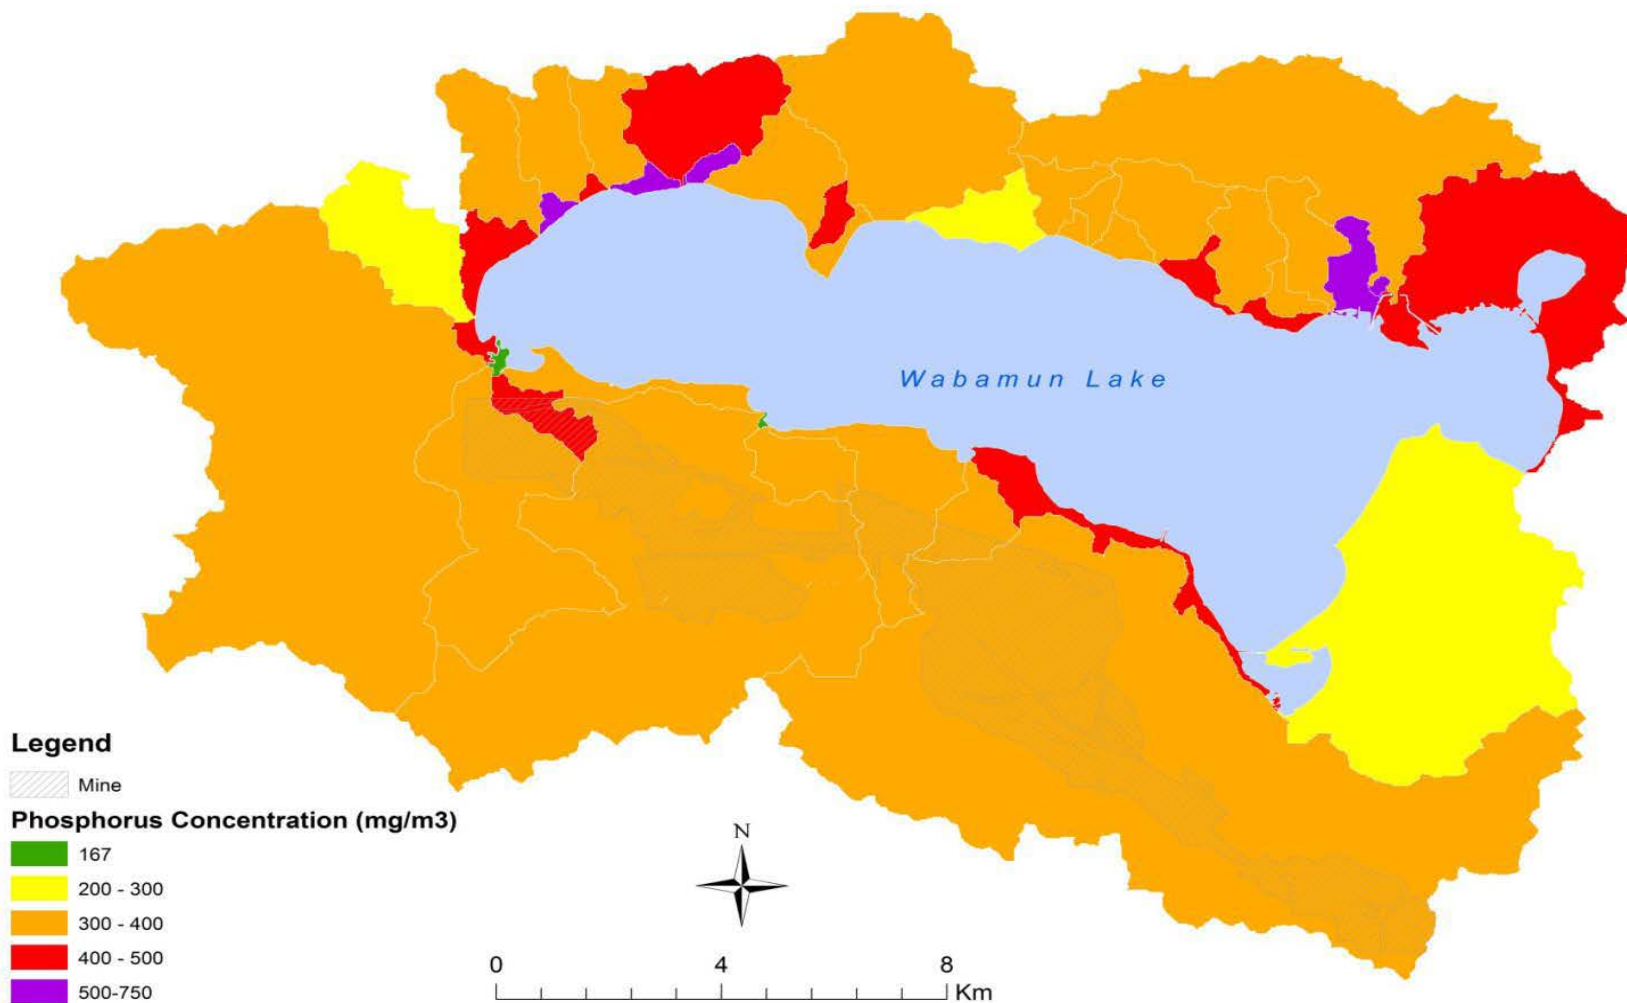 Wabamun Lake
Legend
Mine
Phosphorus Concentration (mg/m3)
167
200 - 300
300 - 400
400 - 500
500-750
N
0 4 8
Km